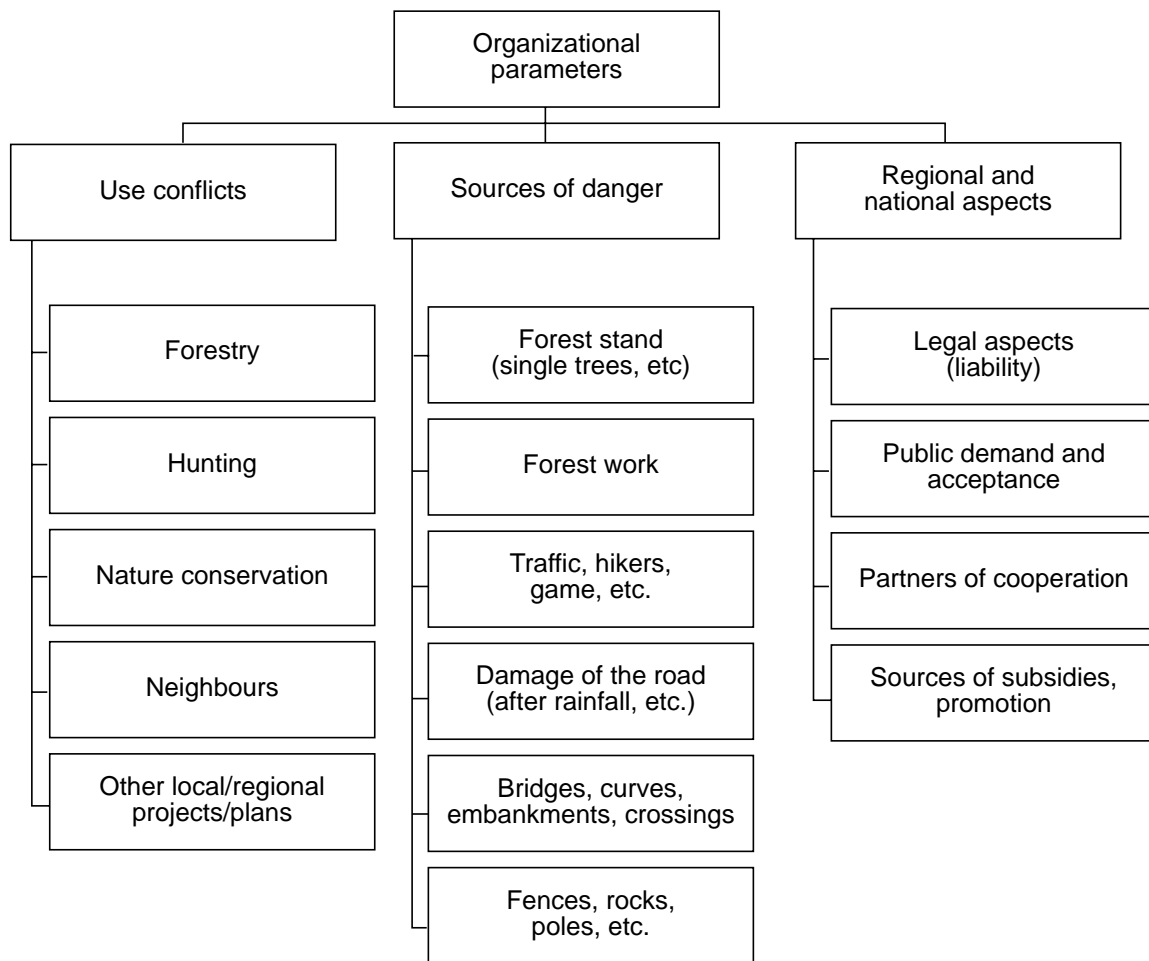 Organizational
parameters
Use conflicts
Forestry
Hunting
Nature conservation
Neighbours
Other local/regional
projects/plans
Sources of danger
Forest stand
(single trees, etc)
Forest work
Traffic, hikers,
game, etc.
Damage of the road
(after rainfall, etc.)
Bridges, curves,
embankments, crossings
Fences, rocks,
poles, etc.
Regional and
national aspects
Legal aspects
(liability)
Public demand and
acceptance
Partners of cooperation
Sources of subsidies,
promotion